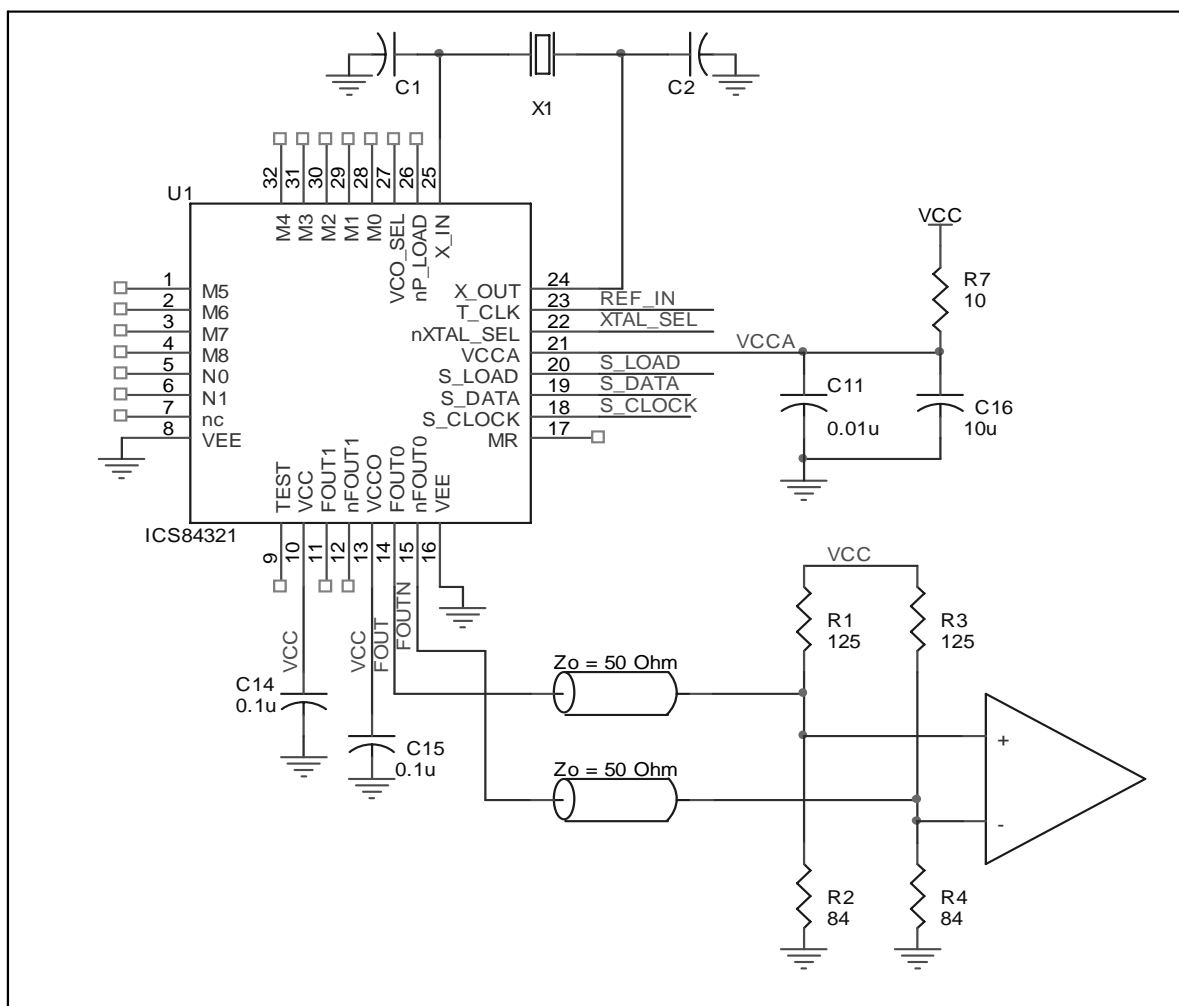 C1
X1
C2
U1
32
31
30
29
28
27
26
25
M4
M3
M2
M1
M0
VCO_SEL
nP_LOAD
X_IN
1
2
3
4
5
6
7
8
M5
M6
M7
M8
N0
N1
nc
VEE
X_OUT
T_CLK
nXTAL_SEL
VCCA
S_LOAD
S_DATA
S_CLOCK
MR
24
23
22
21
20
19
18
17
REF_IN
XTAL_SEL
VCCA
S_LOAD
S_DATA
S_CLOCK
VCC
R7
10
C11
0.01u
C16
10u
TEST
VCC
FOUT1
nFOUT1
VCCO
FOUT0
nFOUT0
VEE
ICS84321
9
10
11
12
13
14
15
16
VCC
VCC
FOUT
FOUTN
C14
0.1u
C15
0.1u
VCC
R1
125
R3
125
Zo = 50 Ohm
Zo = 50 Ohm
+
-
R2
84
R4
84